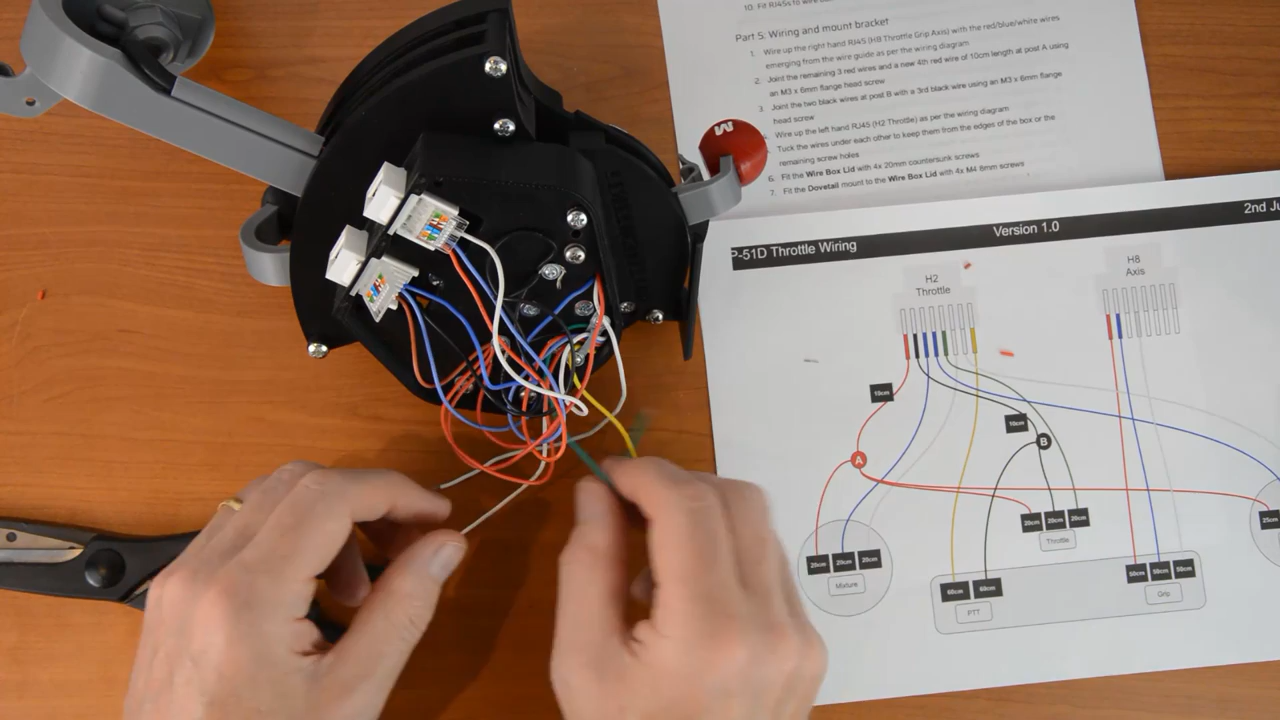 10: Fit RJ45s to wire
Part 5: Wiring and mount bracket
1. Wire up the right hand RJ45 (H8 Throttle Grip Axis) with the red/blue/white wires
emerging from the wire guide as per the wiring diagram
2. Joint the remaining 3 red wires and a new 4th red wire of 10cm length at post A using
an M3 x 6mm flange head screw
3. Joint the two black wires at post B with a 3rd black wire using an M3 x 6mm flange
head screw
Wire up the left hand RJ45 (H2 Throttle) as per the wiring diagram
Tuck the wires under each other to keep them from the edges of the box or the
remaining screw holes
6. Fit the Wire Box Lid with 4x 20mm countersunk screws
7. Fit the Dovetail mount to the Wire Box Lid with 4x M4 8mm screws
P-51D Throttle Wiring Version 1.0 2nd Ju
H2 Throttle
H8 Axis
10cm
10cm
B
A
20cm 20cm 20cm
25cm
Throttle
20cm 20cm 20cm
Mixture
60cm 60cm
PTT
50cm 50cm 50cm
Grip